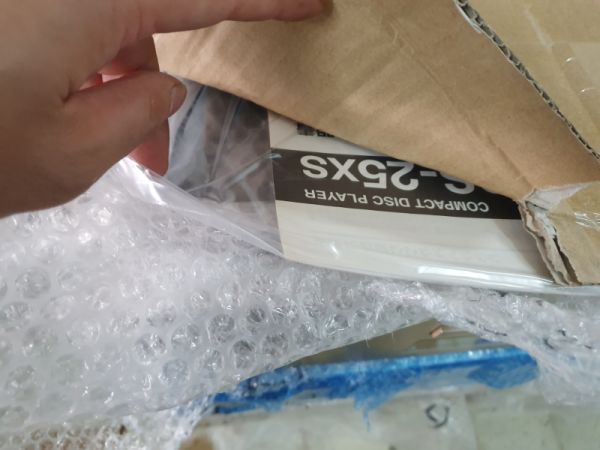 COMPACT DISC PLAYER
S-25XS